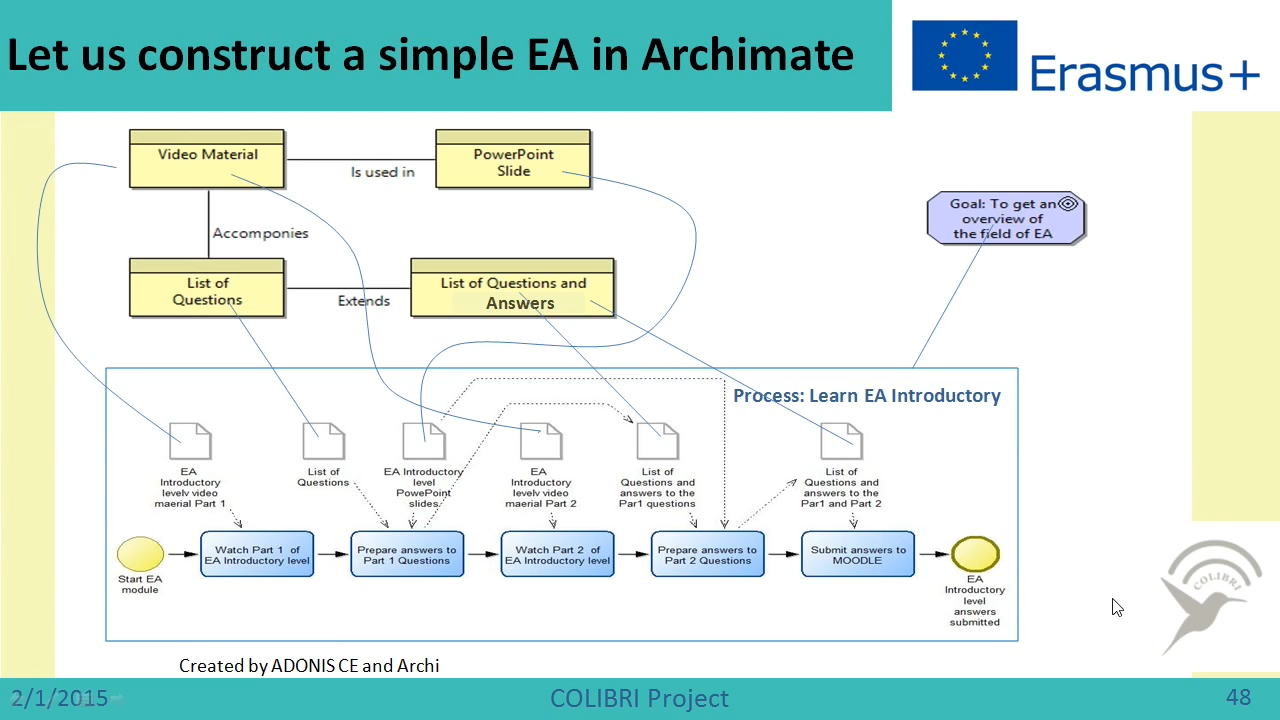 Let us construct a simple EA in Archimate
Erasmus+
Video Material
Is used in
PowerPoint
Slide
Goal: To get an
overview of
the field of EA
Accomponies
List of
Questions
Extends
List of Questions and
Answers
Process: Learn EA Introductory
EA
Introductory
levelv video
maerial Part 1
List of
Questions
EA Introductory
level
PowePoint
slides
EA
Introductory
levelv video
maerial Part 2
List of
Questions and
answers to the
Par1 questions
List of
Questions and
answers to the
Par1 and Part 2
Start EA
module
Watch Part 1 of
EA Introductory level
Prepare answers to
Part 1 Questions
Watch Part 2 of
EA Introductory level
Prepare answers to
Part 2 Questions
Submit answers to
MOODLE
EA
Introductory
level
answers
submitted
COLIBRI
Created by ADONIS CE and Archi
2/1/2015
COLIBRI Project
48